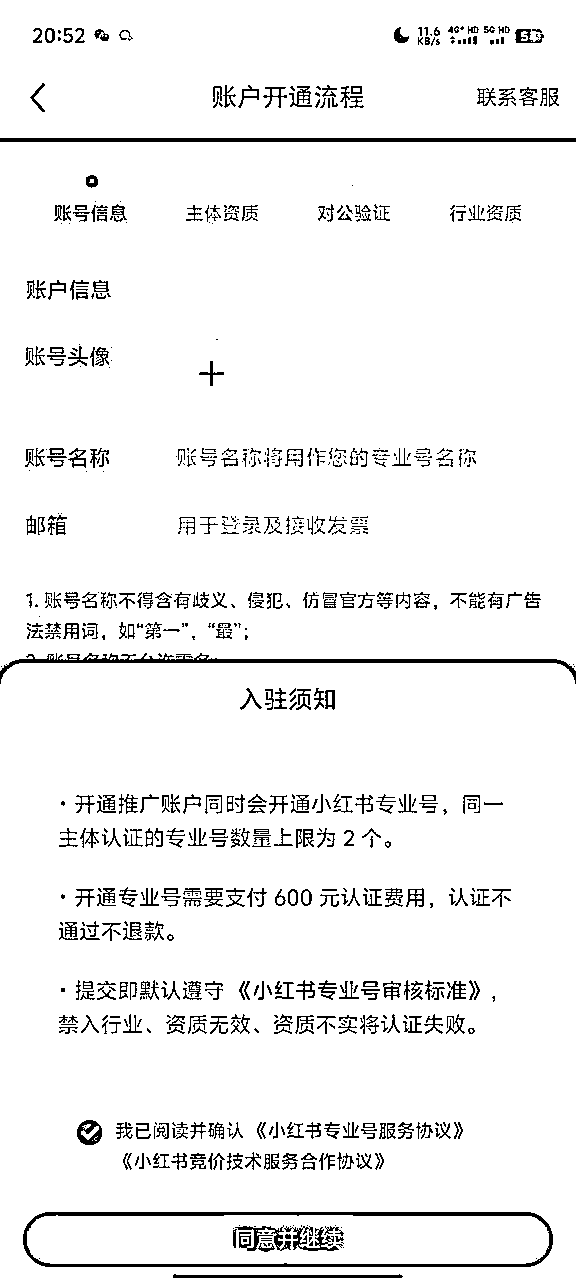 20:52
11.6 KB/s 4G+ HD 5G HD
账户开通流程 联系客服
账号信息 主体资质 对公验证 行业资质
账户信息
账号头像
账号名称 账号名称将用作您的专业号名称
邮箱 用于登录及接收发票
1. 账号名称不得含有歧义、侵犯、仿冒官方等内容，不能有广告
法禁用词，如“第一”，“最”；
入驻须知
· 开通推广账户同时会开通小红书专业号，同一
主体认证的专业号数量上限为 2 个。
· 开通专业号需要支付 600 元认证费用，认证不
通过不退款。
· 提交即默认遵守《小红书专业号审核标准》，
禁入行业、资质无效、资质不实将认证失败。
我已阅读并确认《小红书专业号服务协议》
《小红书竞价技术服务合作协议》
同意并继续